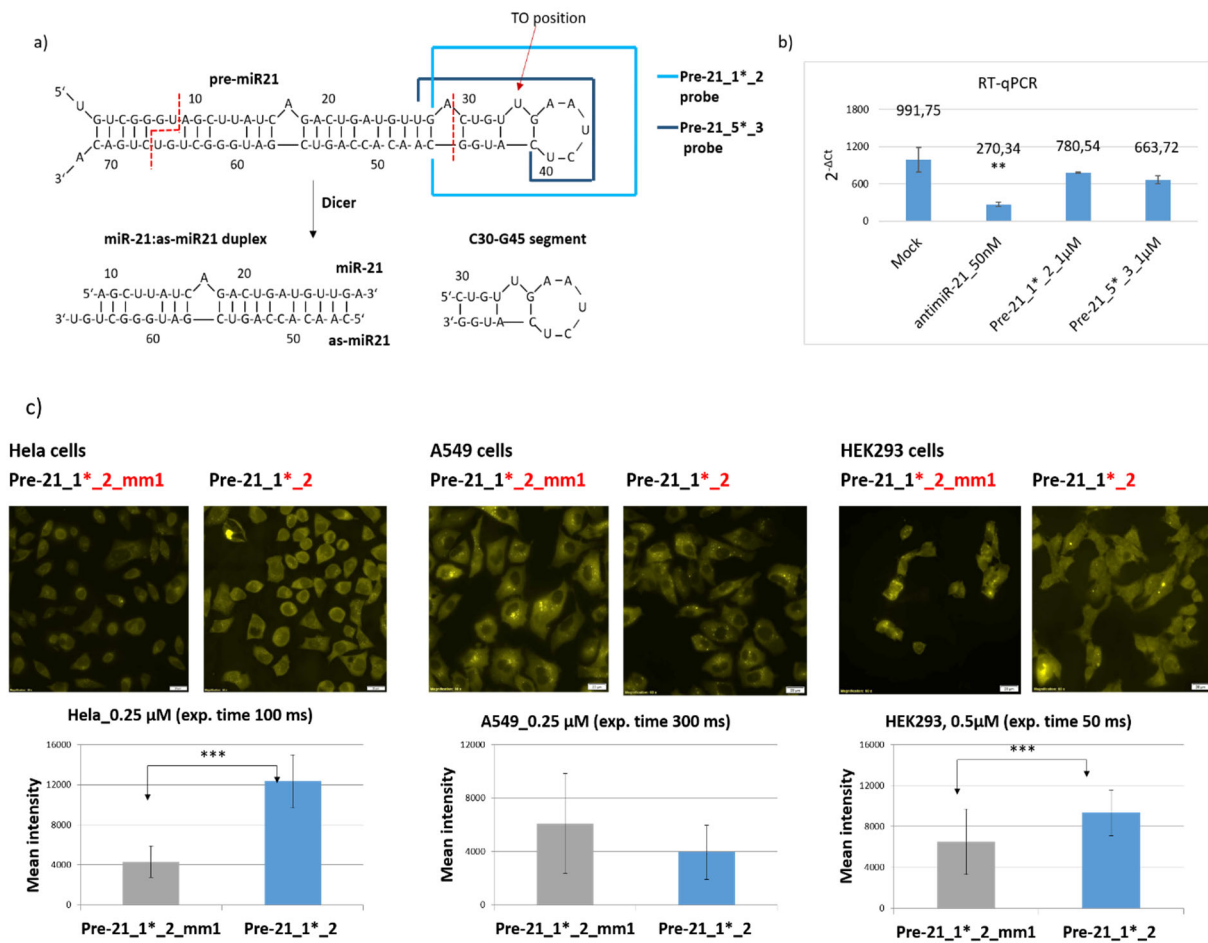 a)
TO position
pre-miR21
5‘
U
G-U-C-G-G-G-U-A-G-C-U-U-A-U-C
A
G-A-C-U-G-A-U-G-U-U-G
A
C-U-G-U
U
G
A–A
U
C
U–C
10
20
30
70
60
50
40
A
3‘
Pre-21_1*_2
probe
Pre-21_5*_3
probe
Dicer
miR-21:as-miR21 duplex
10
A
20
miR-21
5‘-A-G-C-U-U-A-U-C
G-A-C-U-G-A-U-G-U-U-G-A-3‘
60
50
as-miR21
C30-G45 segment
30
5‘-C-U-G-U
U
G
A–A
U
C
U–C
3‘
b)
RT-qPCR
2^-ΔCt
1800
1200
600
0
991,75
270,34
**
780,54
663,72
Mock
antimiR-21_50nM
Pre-21_1*_2_1µM
Pre-21_5*_3_1µM
c)
Hela cells
Pre-21_1*_2_mm1
Pre-21_1*_2
A549 cells
Pre-21_1*_2_mm1
Pre-21_1*_2
HEK293 cells
Pre-21_1*_2_mm1
Pre-21_1*_2
Hela_0.25 µM (exp. time 100 ms)
Mean intensity
16000
12000
8000
4000
0
***
Pre-21_1*_2_mm1
Pre-21_1*_2
A549_0.25 µM (exp. time 300 ms)
Mean intensity
12000
8000
4000
0
Pre-21_1*_2_mm1
Pre-21_1*_2
HEK293, 0.5µM (exp. time 50 ms)
Mean intensity
16000
12000
8000
4000
0
***
Pre-21_1*_2_mm1
Pre-21_1*_2